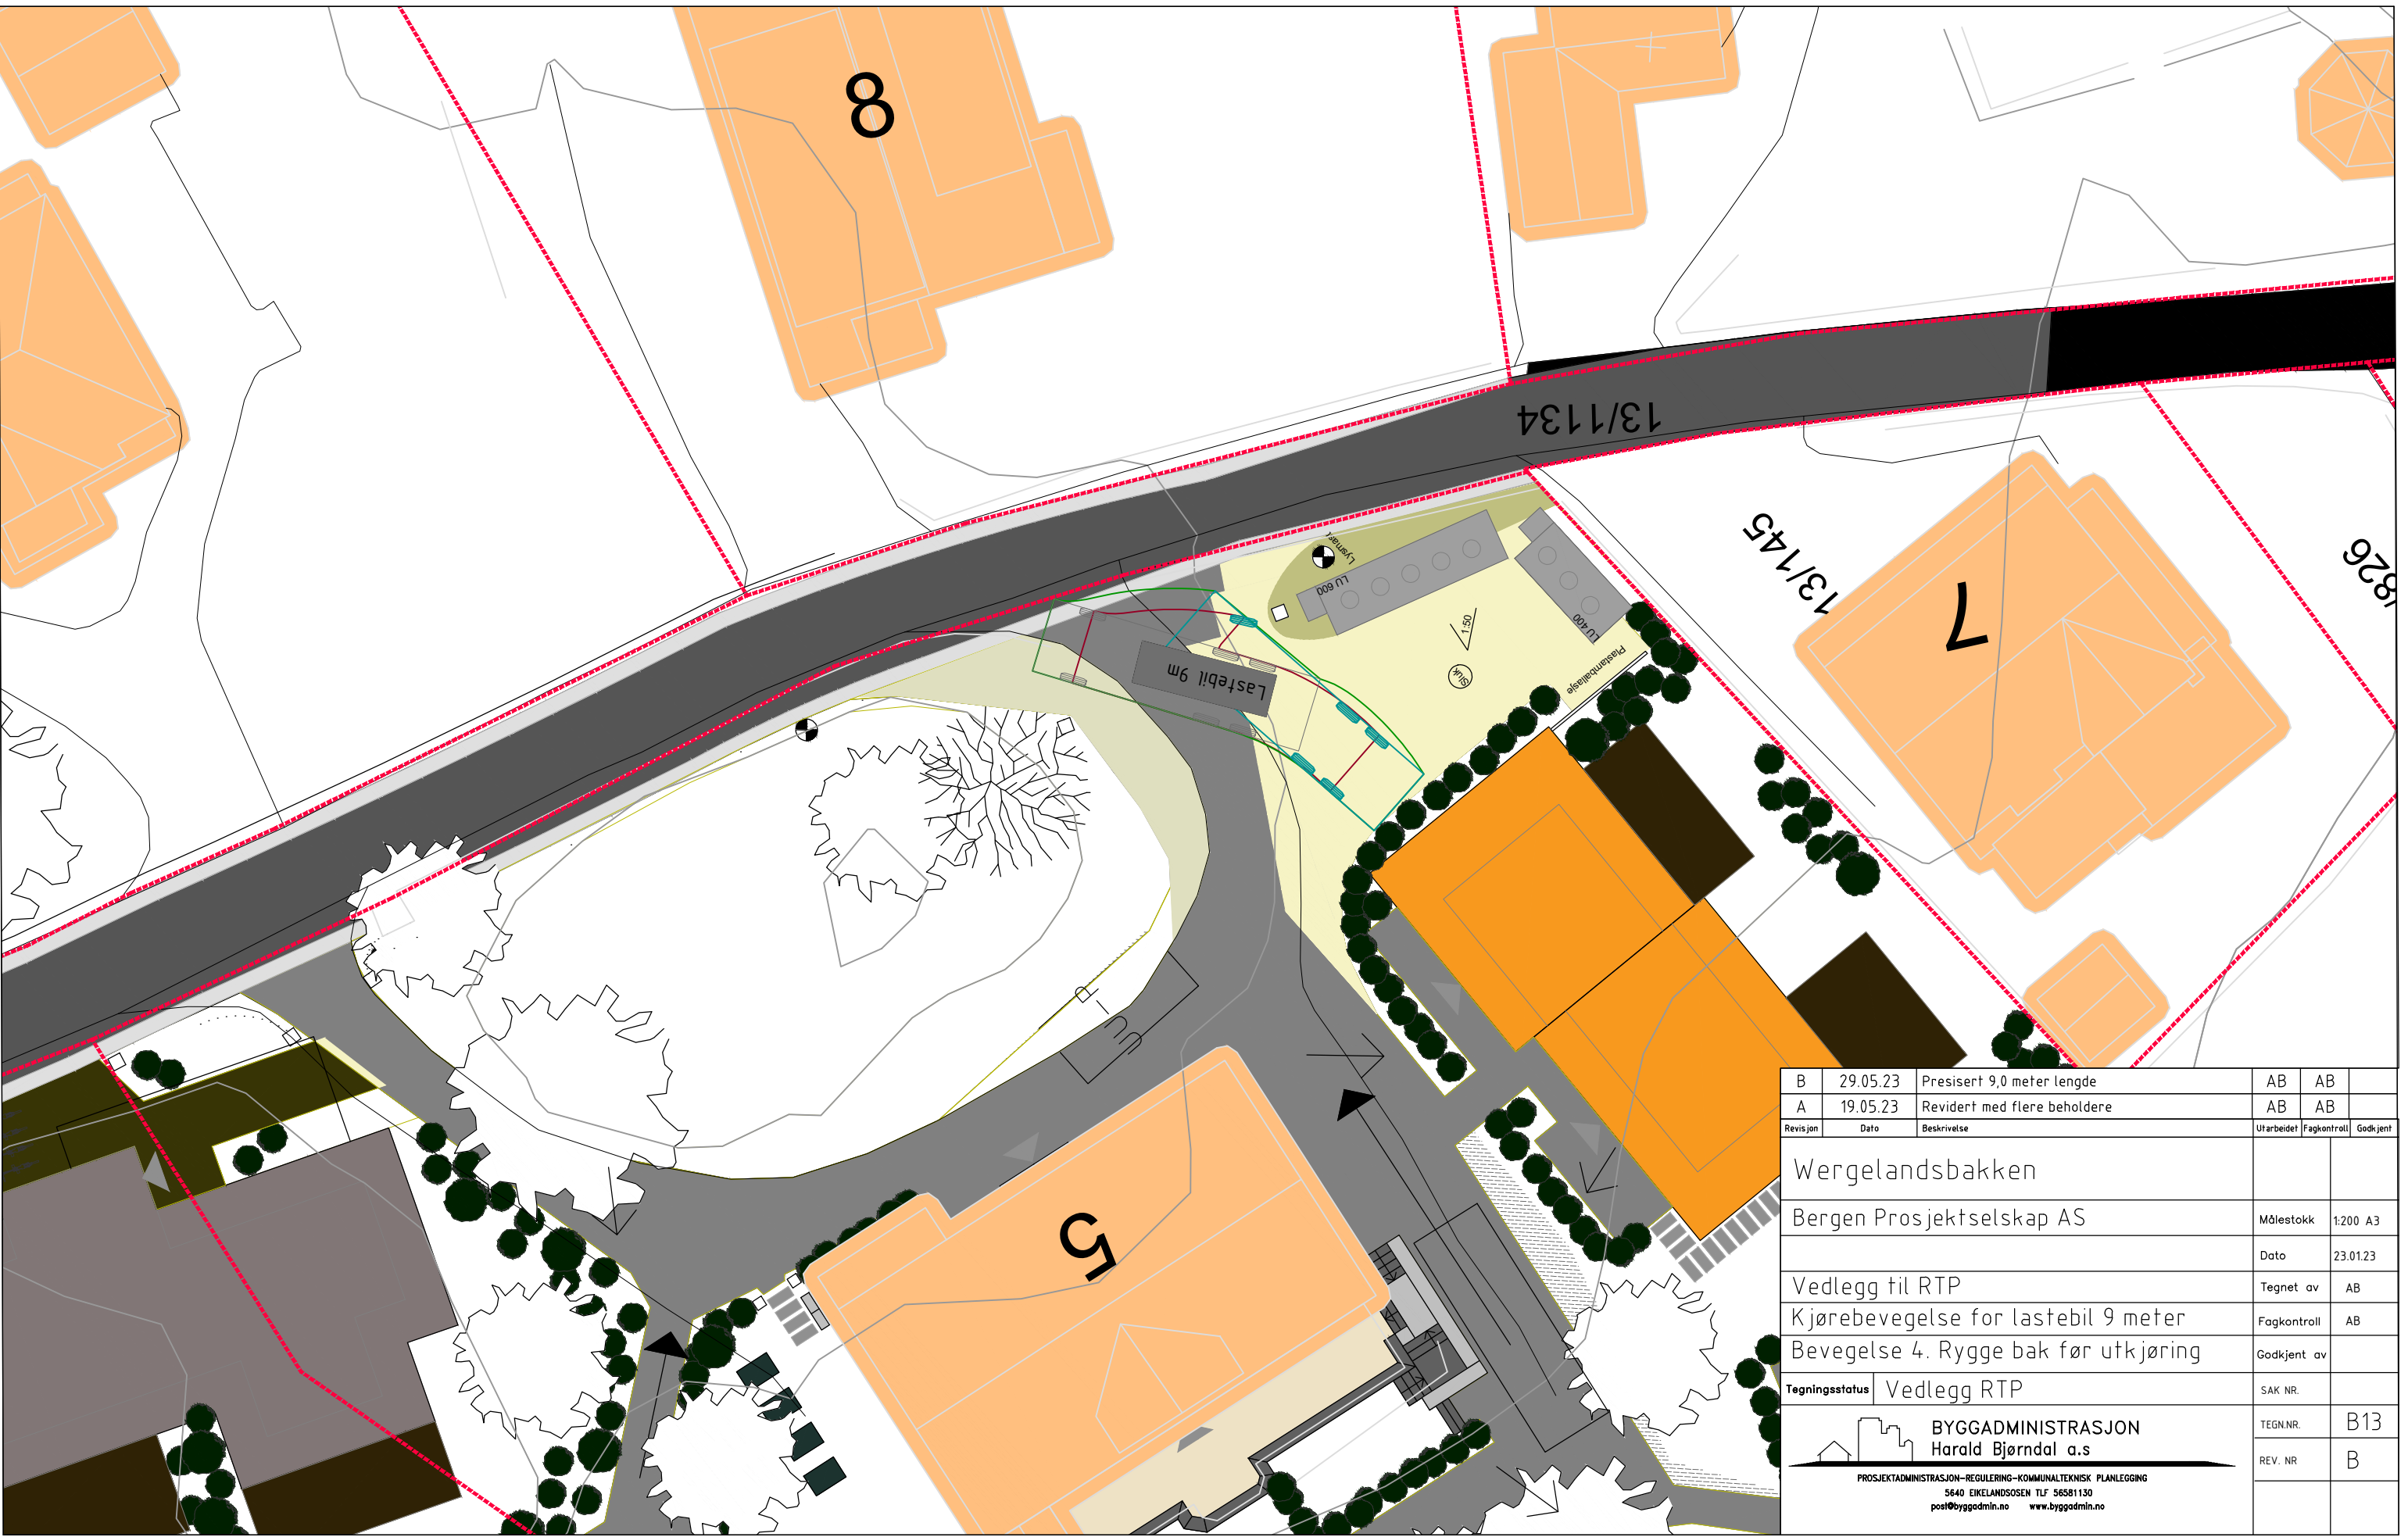 8
13/1134
13/1145
7
/826
Lysmast
LU 600
LU 400
1:50
Sluk
Plastambaliasje
Lastebil 9m
5
B 29.05.23 Presisert 9,0 meter lengde AB AB
A 19.05.23 Revidert med flere beholdere AB AB
Revisjon Dato Beskrivelse Utarbeidet Fagkontroll Godkjent
Wergelandsbakken
Bergen Prosjektselskap AS Målestokk 1:200 A3
Dato 23.01.23
Vedlegg til RTP Tegnet av AB
Kjørebevegelse for lastebil 9 meter Fagkontroll AB
Bevegelse 4. Rygge bak før utkjøring Godkjent av
Tegningsstatus Vedlegg RTP SAK NR.
BYGGADMINISTRASJON TEGN.NR. B13
Harald Bjørndal a.s
REV. NR B
PROSJEKTADMINISTRASJON-REGULERING-KOMMUNALTEKNISK PLANLEGGING
5640 EIKELANDSOSEN TLF 56581130
post@byggadmin.no www.byggadmin.no